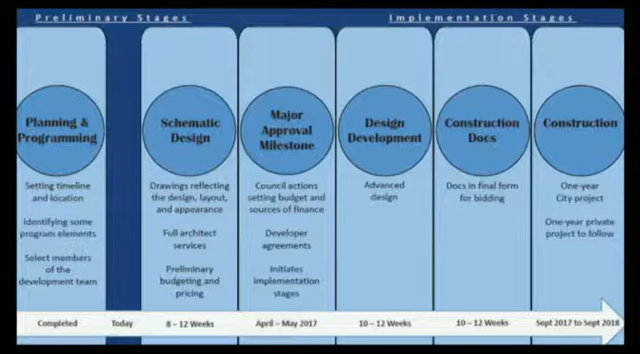 Preliminary Stages
Implementation Stages
Planning &
Programming
Setting timeline
and location
Identifying some
program elements
Select members
of the
development team
Schematic
Design
Drawings reflecting
the design, layout,
and appearance
Full architect
services
Preliminary
budgeting and
pricing
Major
Approval
Milestone
Council actions
setting budget and
sources of finance
Developer
agreements
Initiates
implementation
stages
Design
Development
Advanced
design
Construction
Docs
Docs in final form
for bidding
Construction
One-year
City project
One-year private
project to follow
Completed
Today
8 – 12 Weeks
April – May 2017
10 – 12 Weeks
10 – 12 Weeks
Sept 2017 to Sept 2018